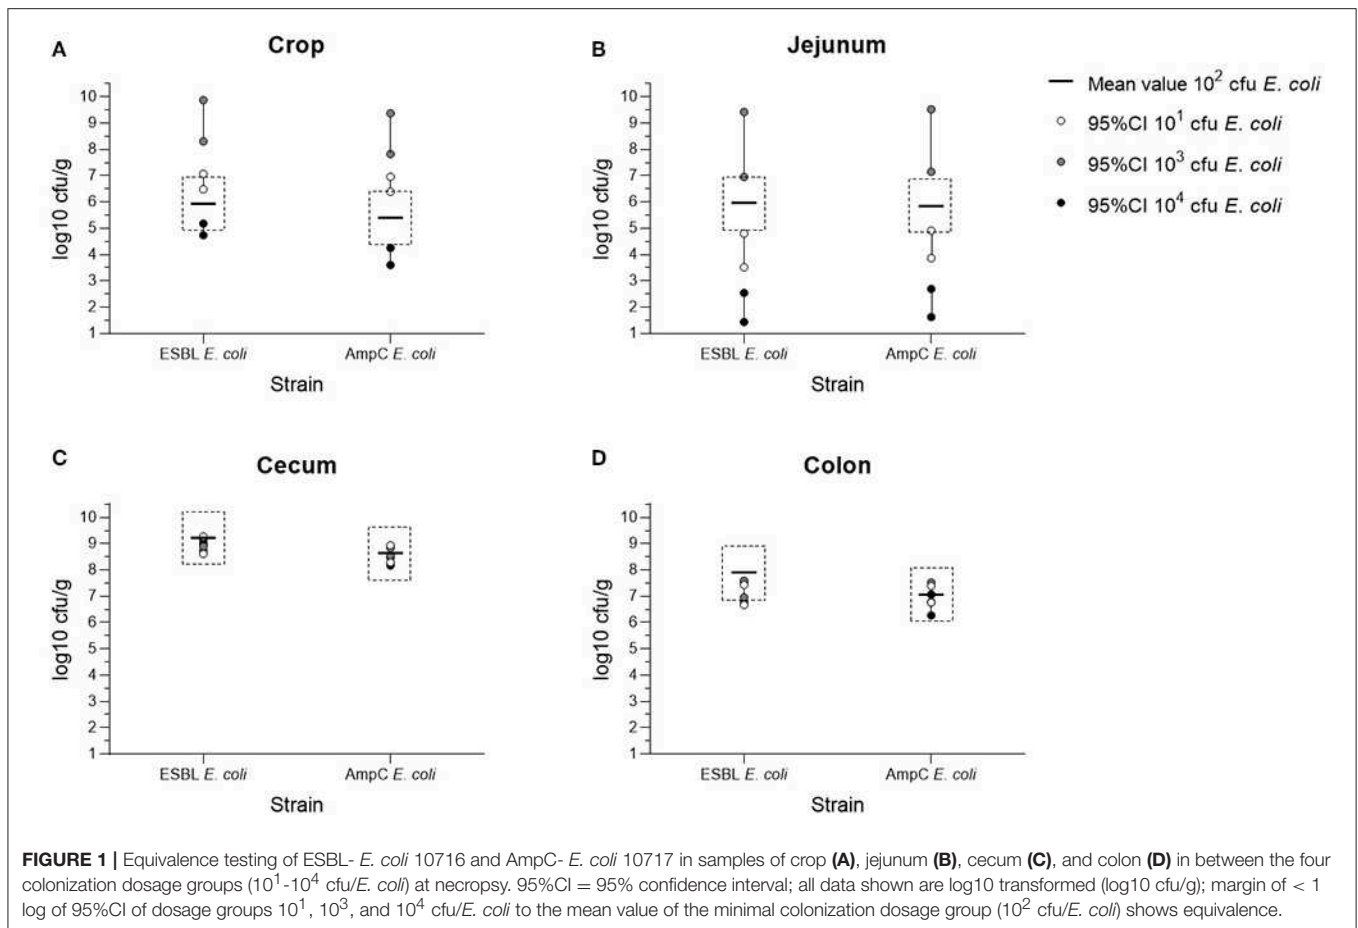 A
Crop
log10 cfu/g
10
9
8
7
6
5
4
3
2
1
ESBL E. coli
AmpC E. coli
Strain
B
Jejunum
log10 cfu/g
10
9
8
7
6
5
4
3
2
1
ESBL E. coli
AmpC E. coli
Strain
Mean value 10² cfu E. coli
95%CI 10¹ cfu E. coli
95%CI 10³ cfu E. coli
95%CI 10⁴ cfu E. coli
C
Cecum
log10 cfu/g
10
9
8
7
6
5
4
3
2
1
ESBL E. coli
AmpC E. coli
Strain
D
Colon
log10 cfu/g
10
9
8
7
6
5
4
3
2
1
ESBL E. coli
AmpC E. coli
Strain
FIGURE 1 | Equivalence testing of ESBL- E. coli 10716 and AmpC- E. coli 10717 in samples of crop (A), jejunum (B), cecum (C), and colon (D) in between the four
colonization dosage groups (10¹-10⁴ cfu/E. coli) at necropsy. 95%CI = 95% confidence interval; all data shown are log10 transformed (log10 cfu/g); margin of < 1
log of 95%CI of dosage groups 10¹, 10³, and 10⁴ cfu/E. coli to the mean value of the minimal colonization dosage group (10² cfu/E. coli) shows equivalence.